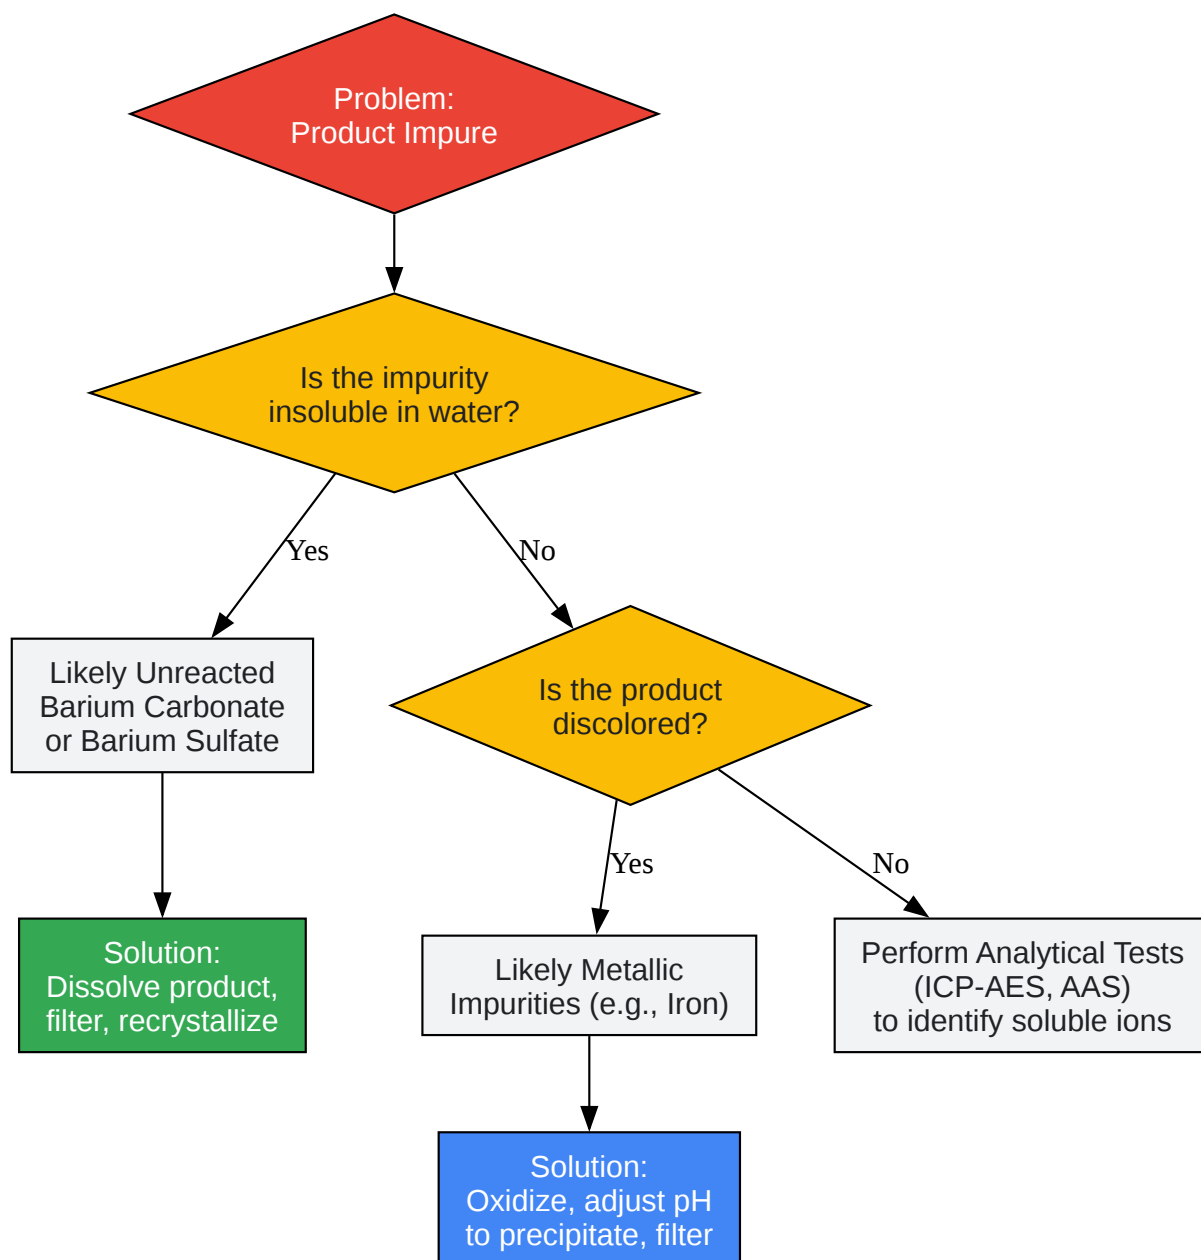 Problem:
Product Impure
Is the impurity
insoluble in water?
Yes
No
Likely Unreacted
Barium Carbonate
or Barium Sulfate
Is the product
discolored?
Yes
No
Solution:
Dissolve product,
filter, recrystallize
Likely Metallic
Impurities (e.g., Iron)
Perform Analytical Tests
(ICP-AES, AAS)
to identify soluble ions
Solution:
Oxidize, adjust pH
to precipitate, filter